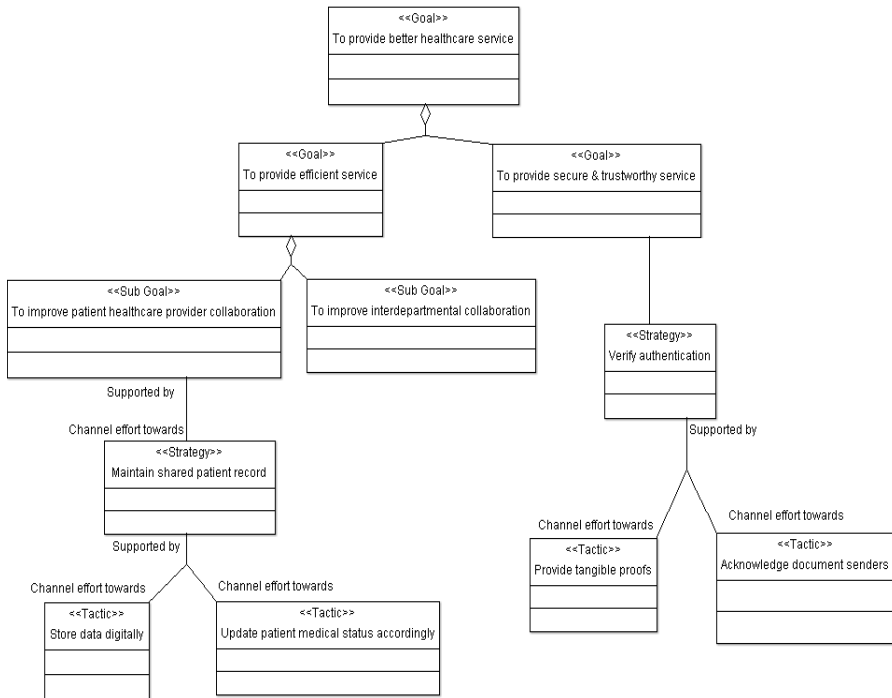 <<Goal>>
To provide better healthcare service
<<Goal>>
To provide efficient service
<<Goal>>
To provide secure & trustworthy service
<<Sub Goal>>
To improve patient healthcare provider collaboration
<<Sub Goal>>
To improve interdepartmental collaboration
<<Strategy>>
Verify authentication
Supported by
Channel effort towards
<<Strategy>>
Maintain shared patient record
Supported by
Supported by
Channel effort towards
<<Tactic>>
Provide tangible proofs
Channel effort towards
<<Tactic>>
Acknowledge document senders
Channel effort towards
<<Tactic>>
Store data digitally
Channel effort towards
<<Tactic>>
Update patient medical status accordingly